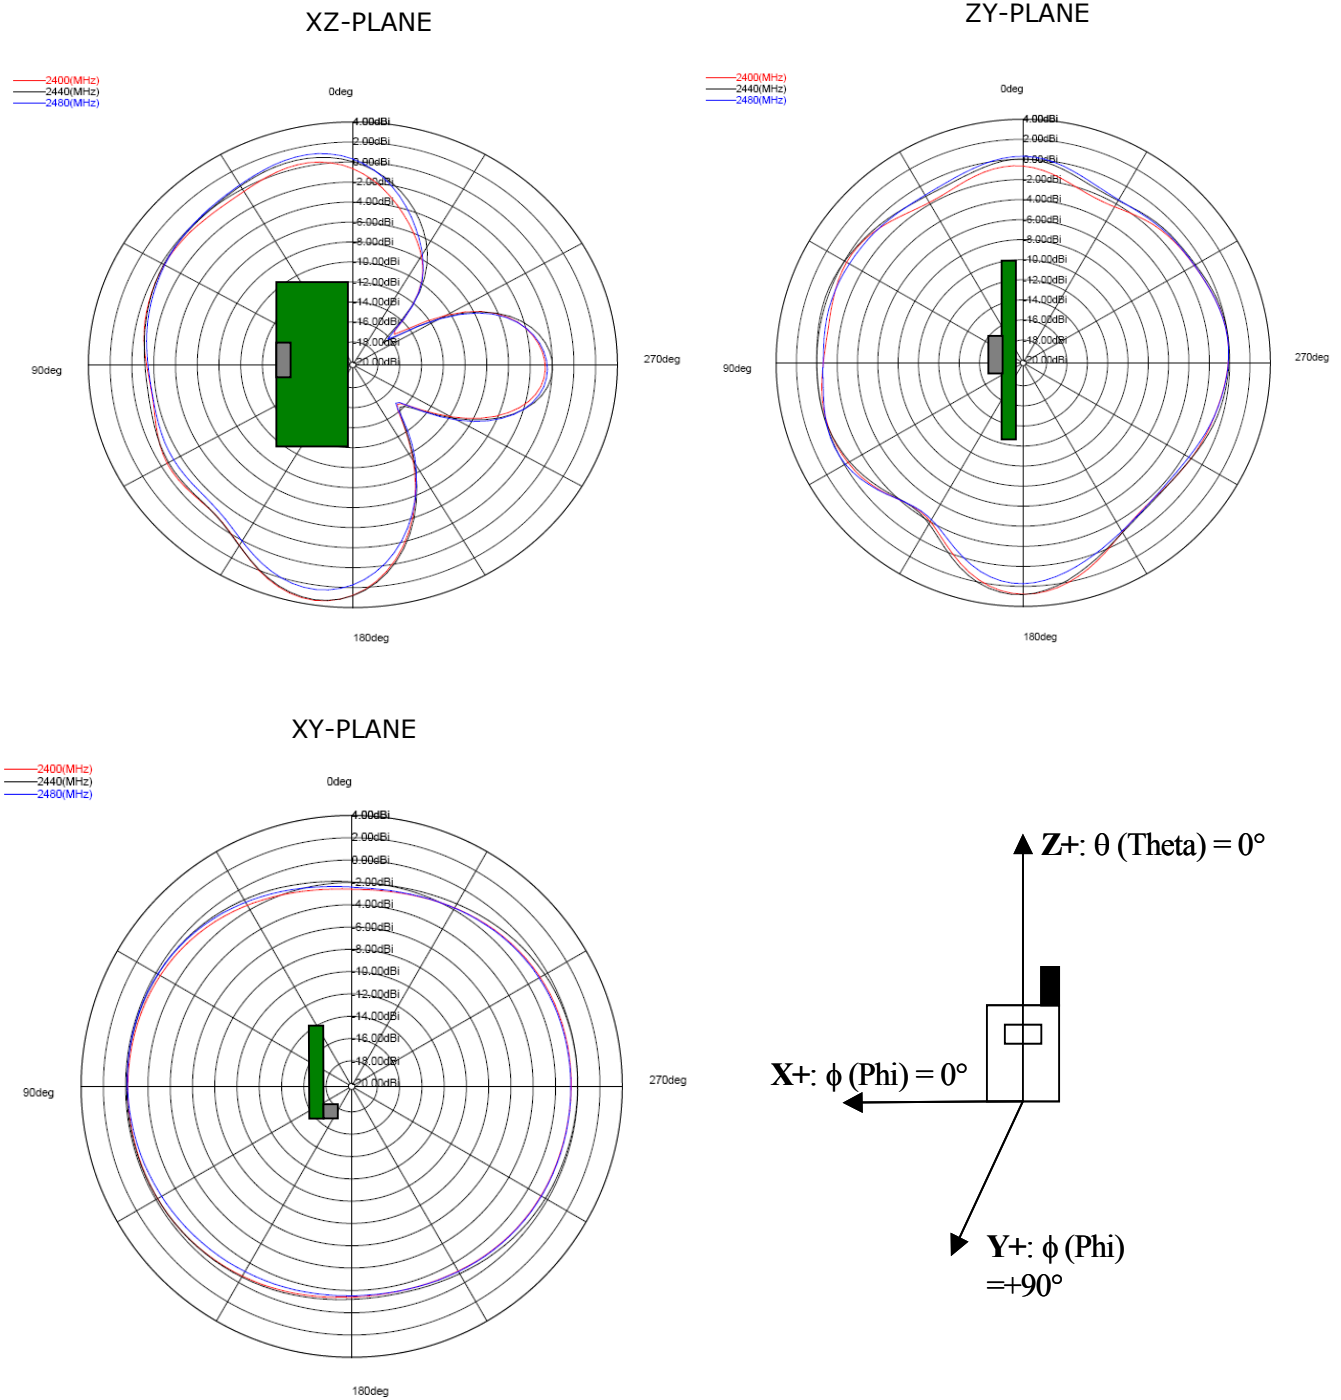 XZ-PLANE
2400(MHz)
2440(MHz)
2480(MHz)
0deg
4.00dBi
2.00dBi
0.00dBi
-2.00dBi
-4.00dBi
-6.00dBi
-8.00dBi
-10.00dBi
-12.00dBi
-14.00dBi
-16.00dBi
-18.00dBi
-20.00dBi
90deg
270deg
180deg
ZY-PLANE
2400(MHz)
2440(MHz)
2480(MHz)
0deg
4.00dBi
2.00dBi
0.00dBi
-2.00dBi
-4.00dBi
-6.00dBi
-8.00dBi
-10.00dBi
-12.00dBi
-14.00dBi
-16.00dBi
-18.00dBi
-20.00dBi
90deg
270deg
180deg
XY-PLANE
2400(MHz)
2440(MHz)
2480(MHz)
0deg
4.00dBi
2.00dBi
0.00dBi
-2.00dBi
-4.00dBi
-6.00dBi
-8.00dBi
-10.00dBi
-12.00dBi
-14.00dBi
-16.00dBi
-18.00dBi
-20.00dBi
90deg
270deg
180deg
Z+: θ (Theta) = 0°
X+: ϕ (Phi) = 0°
Y+: ϕ (Phi)
=+90°